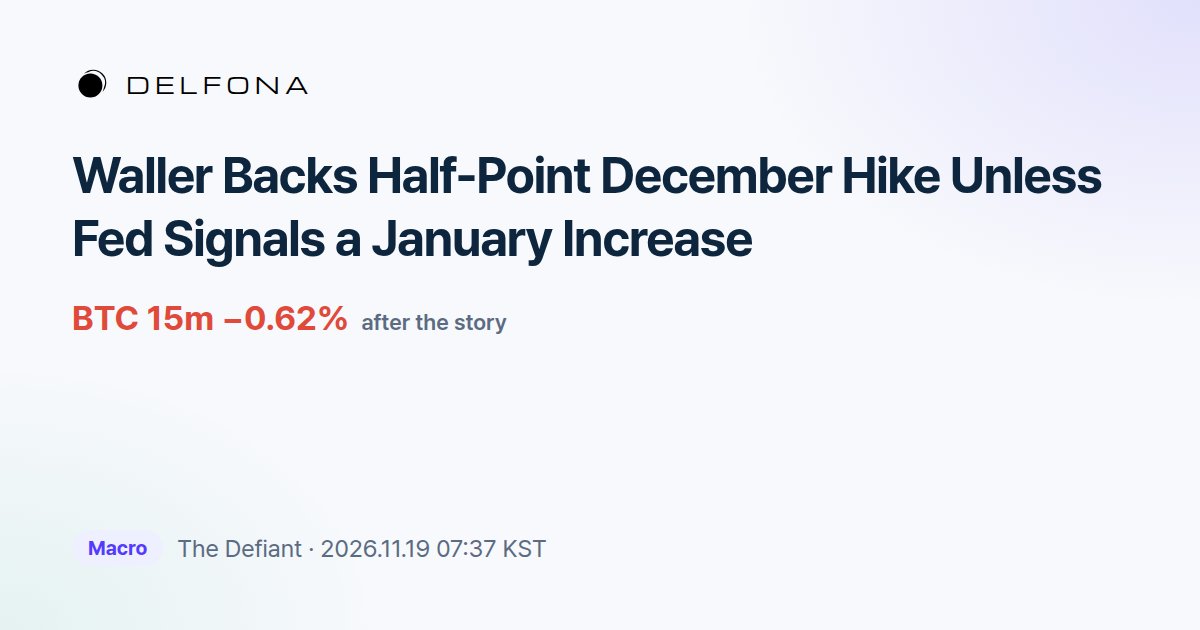 DELFONA
Waller Backs Half-Point December Hike Unless
Fed Signals a January Increase
BTC 15m −0.62% after the story
Macro The Defiant · 2026.11.19 07:37 KST